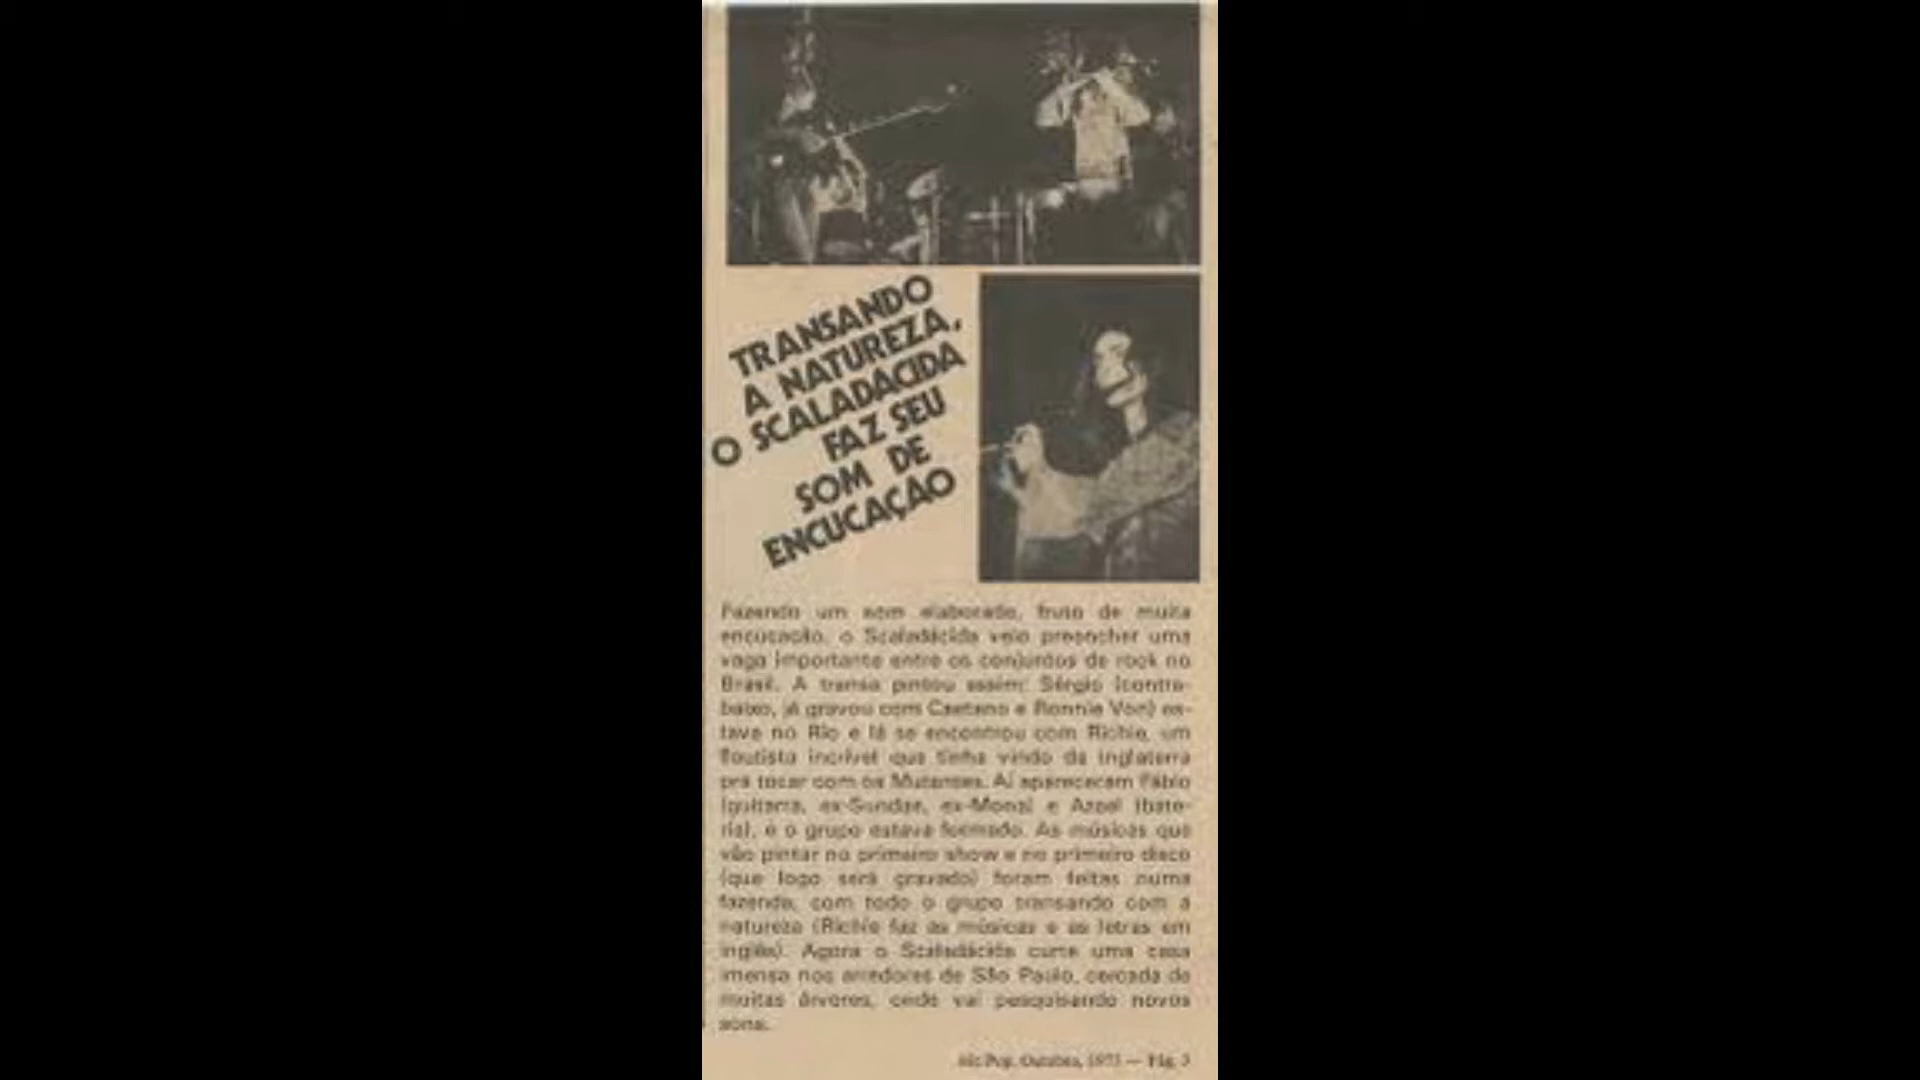 TRANSANDO
A NATUREZA,
O SCALADACIDA
FAZ SEU
SOM DE
ENCUCAÇÃO
Fazendo um som elaborado, fruto de muita
encucação, o Scaladácida veio preencher uma
vaga importante entre os conjuntos de rock no
Brasil. A transa pintou assim: Sérgio (contra-
baixo, já gravou com Caetano e Ronnie Von) es-
tava no Rio e lá se encontrou com Richie, um
flautista incrível que tinha vindo da Inglaterra
pra tocar com os Mutantes. Aí apareceram Fábio
(guitarra, ex-Sundae, ex-Mona) e Azael (bate-
ria), e o grupo estava formado. As músicas que
vão pintar no primeiro show e no primeiro disco
(que logo será gravado) foram feitas numa
fazenda, com todo o grupo transando com a
natureza (Richie faz as músicas e as letras em
inglês). Agora o Scaladácida curte uma casa
imensa nos arredores de São Paulo, cercada de
muitas árvores, onde vai pesquisando novos
sons.
Pop, Outubro, 1973 — Pág. 3